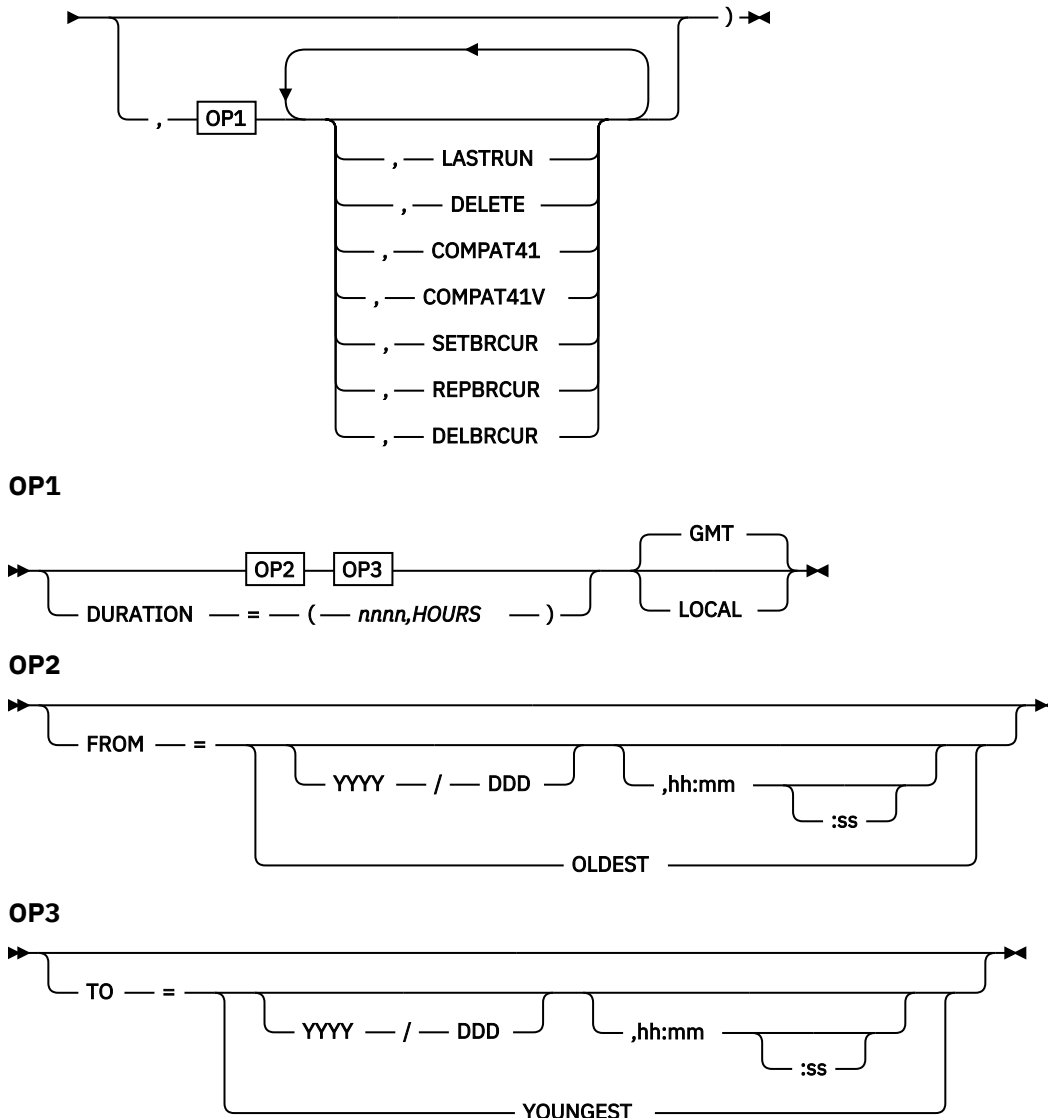 )
, OP1
, LASTRUN
, DELETE
, COMPAT41
, COMPAT41V
, SETBRCUR
, REPBRCUR
, DELBRCUR
OP1
GMT
OP2 OP3
DURATION = ( nnnn,HOURS )
LOCAL
OP2
FROM =
YYYY / DDD ,hh:mm
:ss
OLDEST
OP3
TO =
YYYY / DDD ,hh:mm
:ss
YOUNGEST